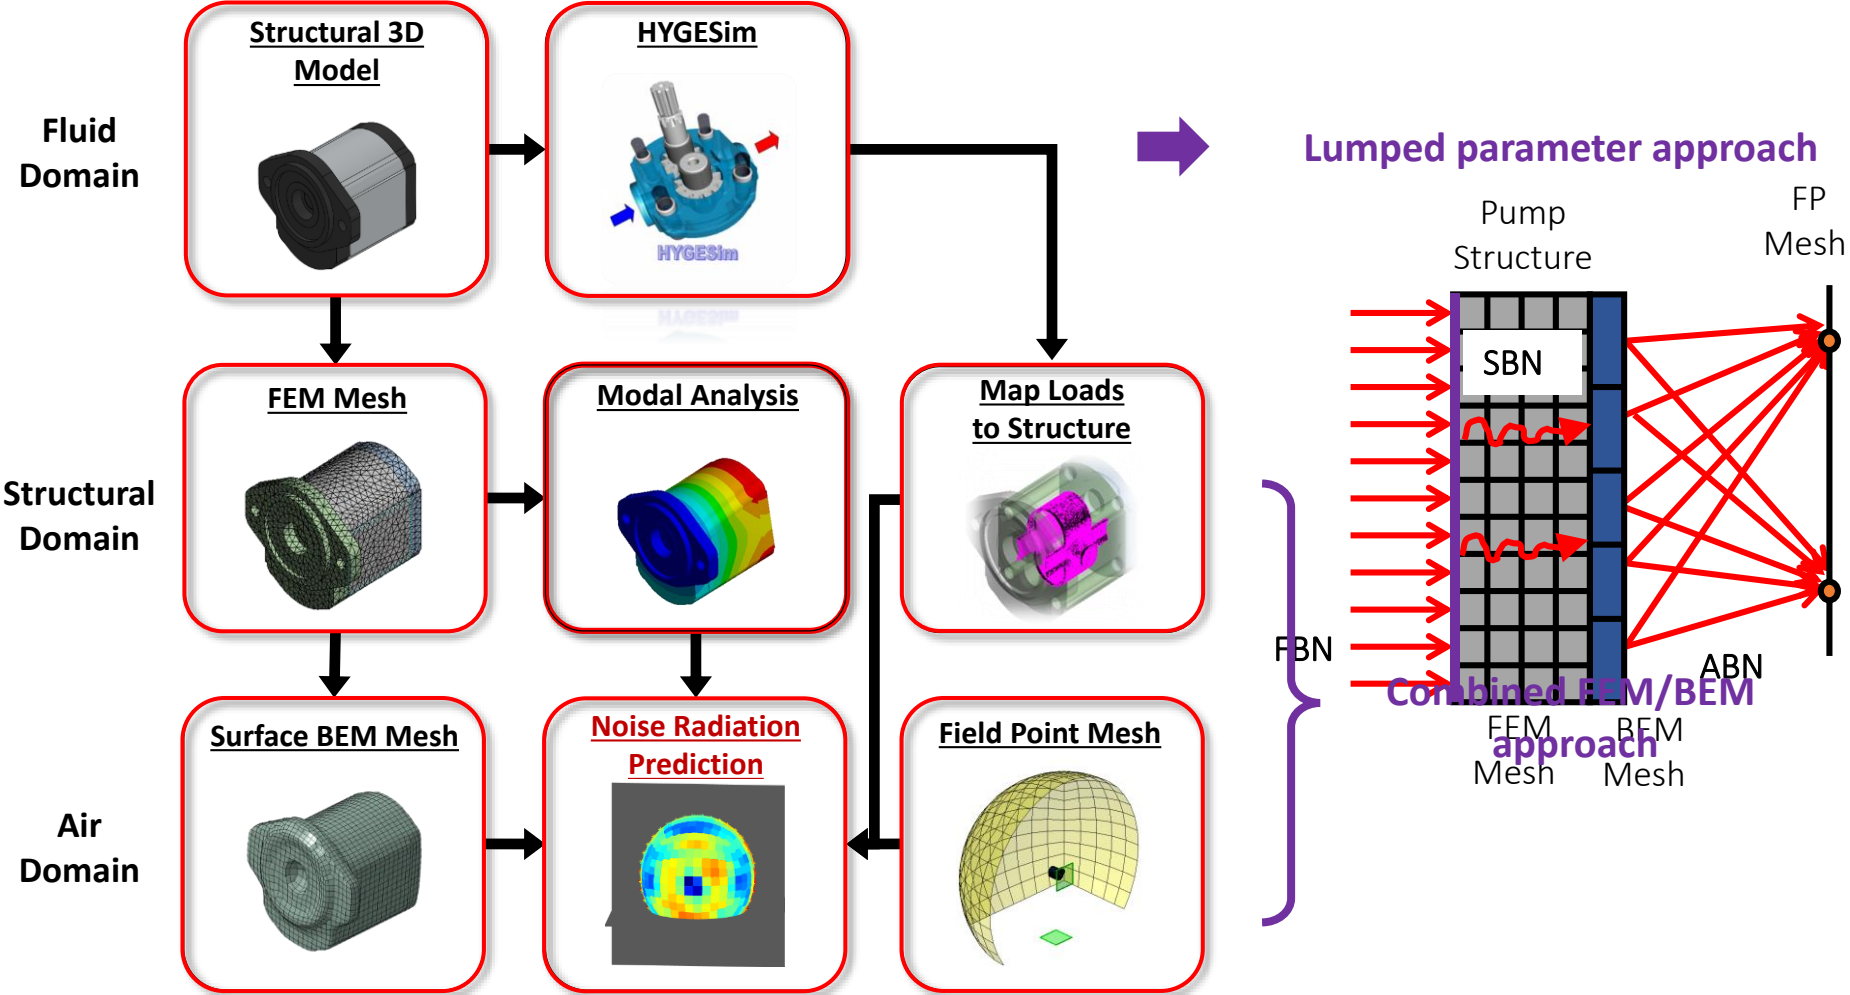 Structural 3D
Model
HYGESim
Fluid
Domain
HYGESim
Lumped parameter approach
Pump
Structure
FP
Mesh
SBN
FEM Mesh
Modal Analysis
Map Loads
to Structure
Structural
Domain
FBN
ABN
Combined FEM/BEM
approach
FEM
Mesh
BEM
Mesh
Surface BEM Mesh
Noise Radiation
Prediction
Field Point Mesh
Air
Domain